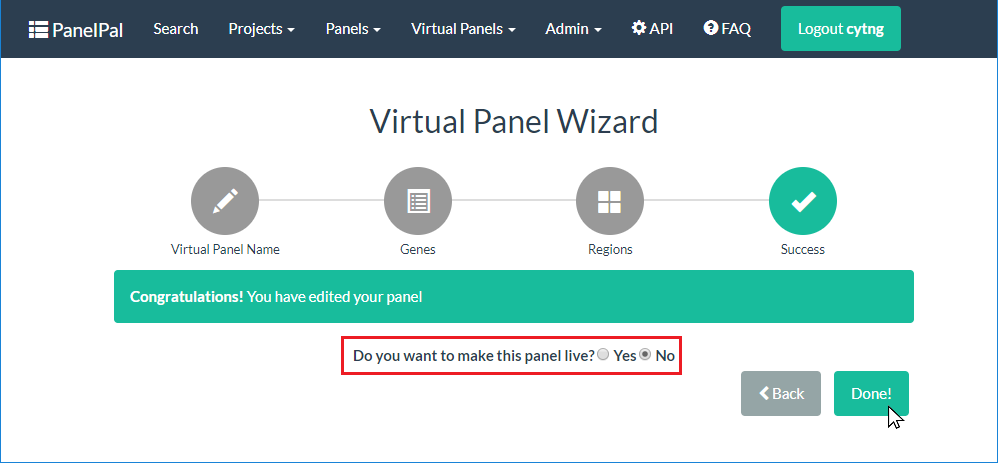 PanelPal Search Projects Panels Virtual Panels Admin API FAQ Logout cytng
Virtual Panel Wizard
Virtual Panel Name Genes Regions Success
Congratulations! You have edited your panel
Do you want to make this panel live? Yes No
Back Done!